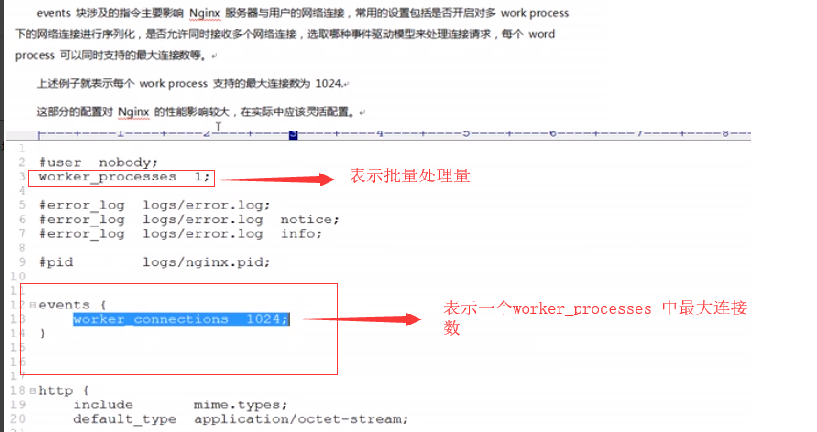 events 块涉及的指令主要影响 Nginx 服务器与用户的网络连接，常用的设置包括是否开启对多 work process
下的网络连接进行序列化，是否允许同时接收多个网络连接，选取哪种事件驱动模型来处理连接请求，每个 word
process 可以同时支持的最大连接数等。
上述例子就表示每个 work process 支持的最大连接数为 1024.
这部分的配置对 Nginx 的性能影响较大，在实际中应该灵活配置。
1 2 3 4 5 6 7 8
1
2 #user nobody;
3 worker_processes 1; 表示批量处理量
4
5 #error_log logs/error.log;
6 #error_log logs/error.log notice;
7 #error_log logs/error.log info;
8
9 #pid logs/nginx.pid;
10
11
12 events {
13 worker_connections 1024; 表示一个worker_processes 中最大连接
数
14 }
15
16
17
18 http {
19 include mime.types;
20 default_type application/octet-stream;